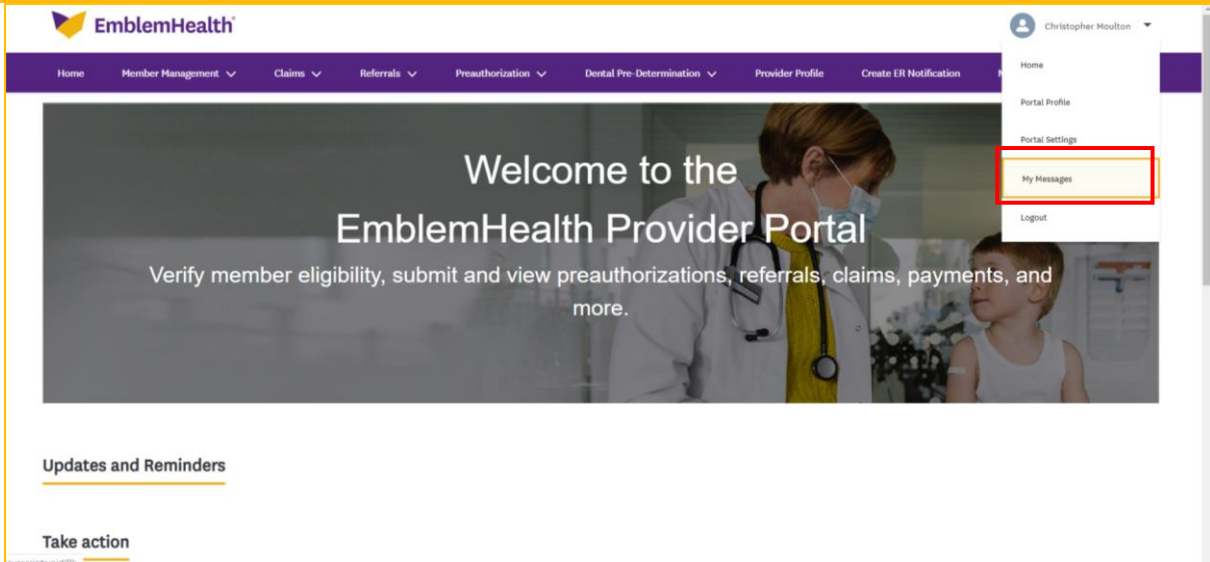 EmblemHealth
Christopher Moulton
Home Member Management Claims Referrals Preauthorization Dental Pre-Determination Provider Profile Create ER Notification
Home
Portal Profile
Portal Settings
My Messages
Logout
Welcome to the
EmblemHealth Provider Portal
Verify member eligibility, submit and view preauthorizations, referrals, claims, payments, and
more.
Updates and Reminders
Take action